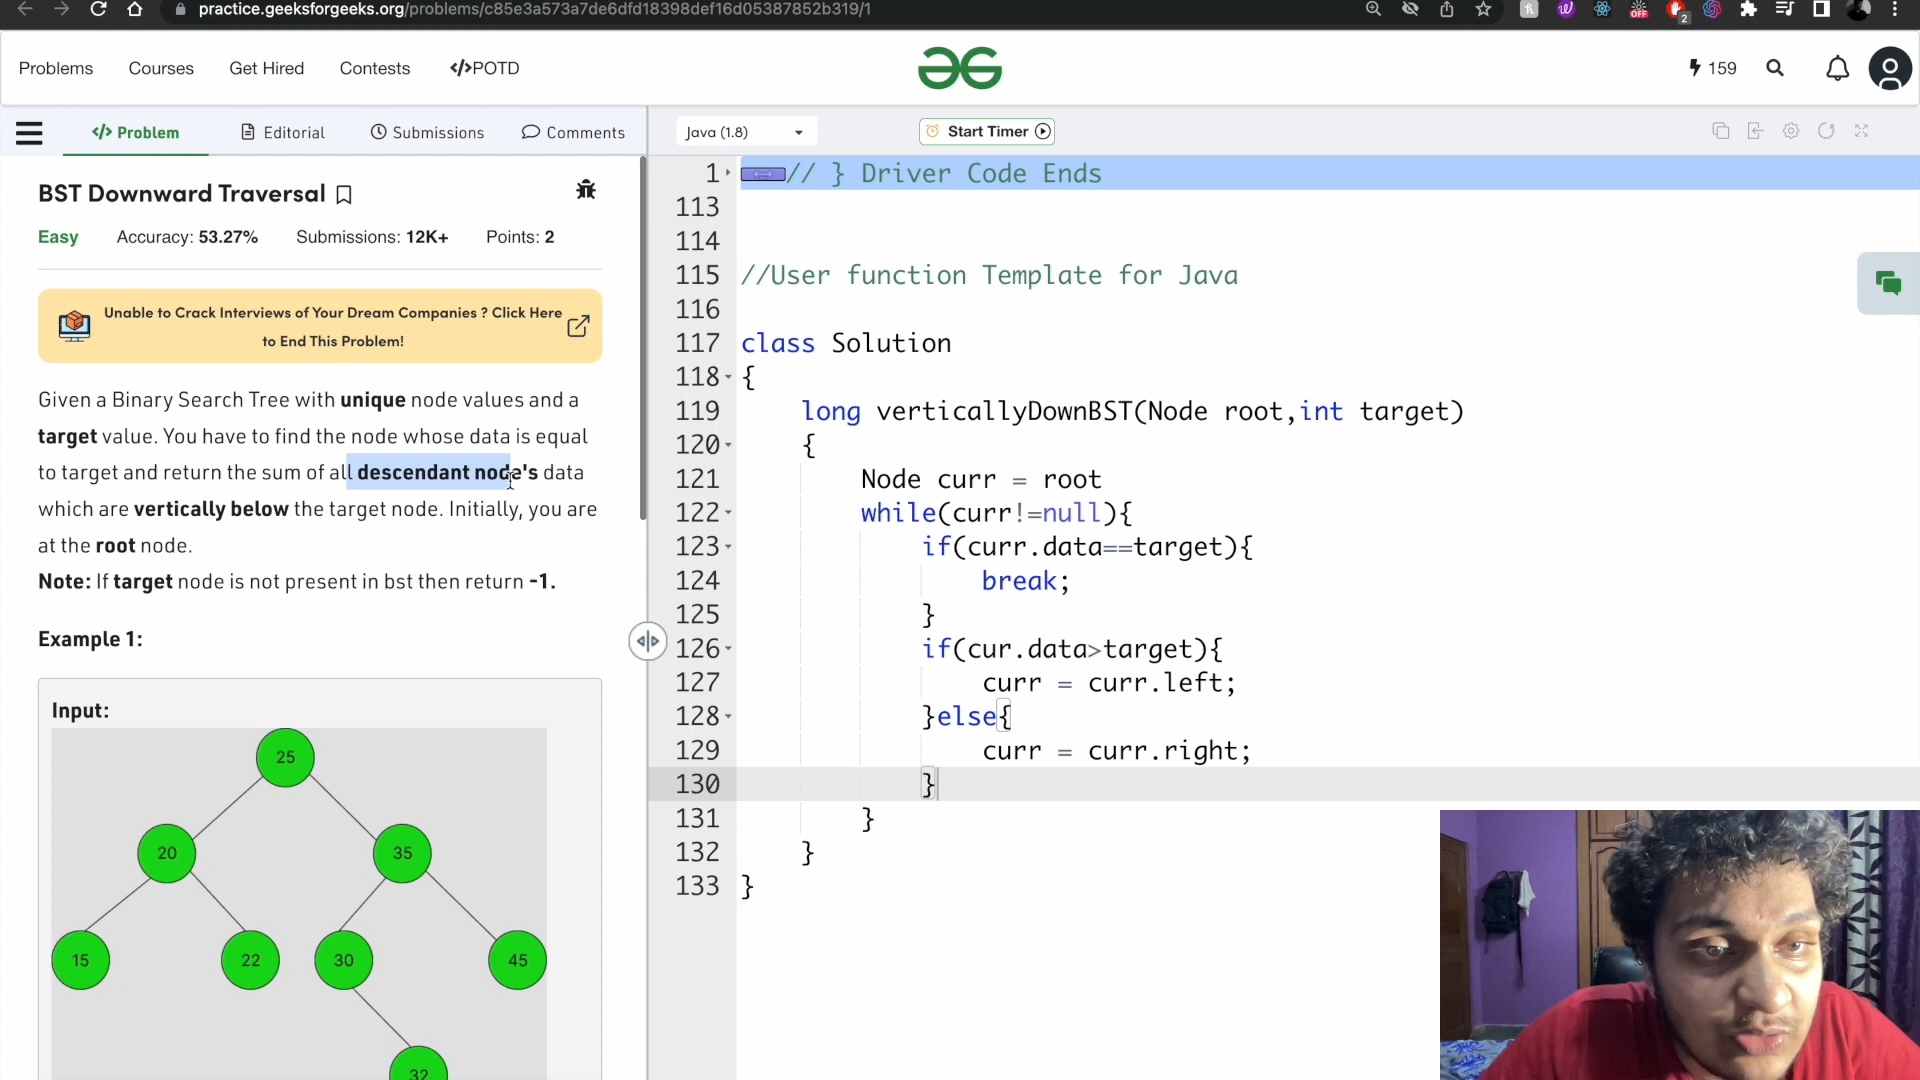 practice.geeksforgeeks.org/problems/c85e3a573a7de6dfd18398def16d05387852b319/1
OFF
2
Problems Courses Get Hired Contests </>POTD
159
</> Problem Editorial Submissions Comments
Java (1.8) Start Timer
BST Downward Traversal
Easy Accuracy: 53.27% Submissions: 12K+ Points: 2
Unable to Crack Interviews of Your Dream Companies ? Click Here
to End This Problem!
Given a Binary Search Tree with unique node values and a
target value. You have to find the node whose data is equal
to target and return the sum of all descendant node's data
which are vertically below the target node. Initially, you are
at the root node.
Note: If target node is not present in bst then return -1.
Example 1:
Input:
25
20 35
15 22 30 45
32
1 // } Driver Code Ends
113
114
115 //User function Template for Java
116
117 class Solution
118 {
119 long verticallyDownBST(Node root,int target)
120 {
121 Node curr = root
122 while(curr!=null){
123 if(curr.data==target){
124 break;
125 }
126 if(cur.data>target){
127 curr = curr.left;
128 }else{
129 curr = curr.right;
130 }
131 }
132 }
133 }